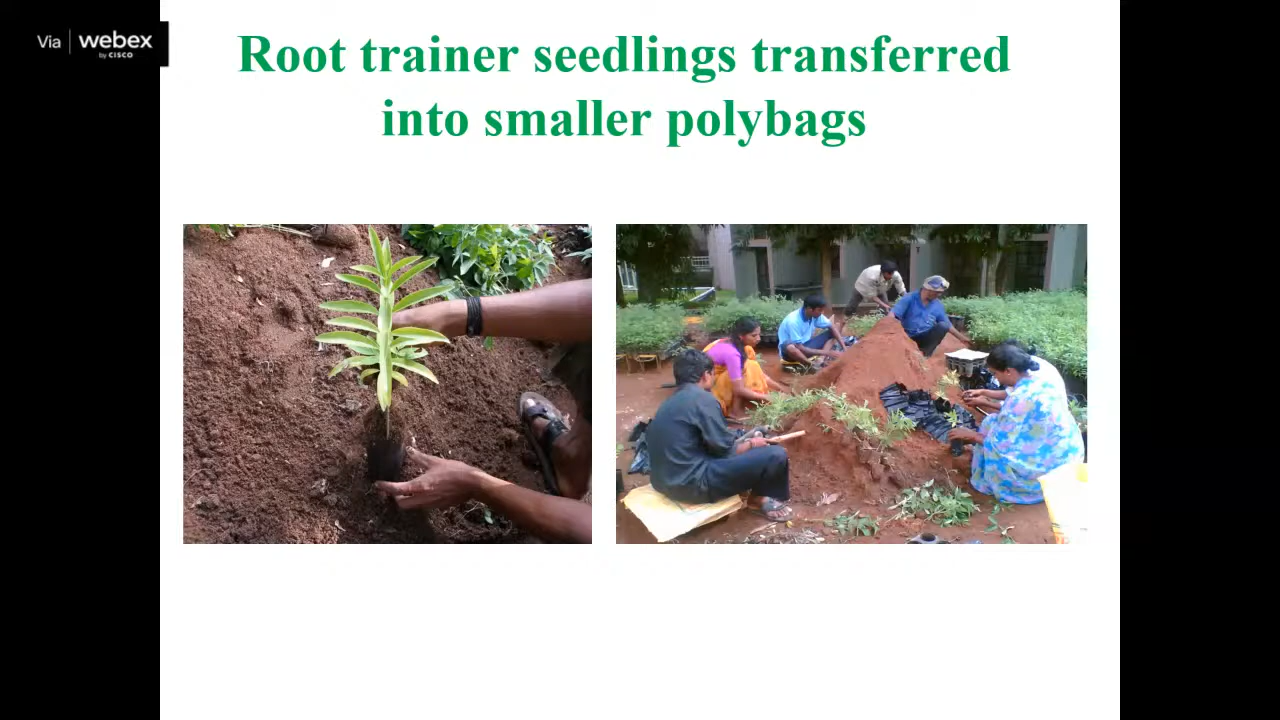 Via webex
by CISCO
Root trainer seedlings transferred
into smaller polybags